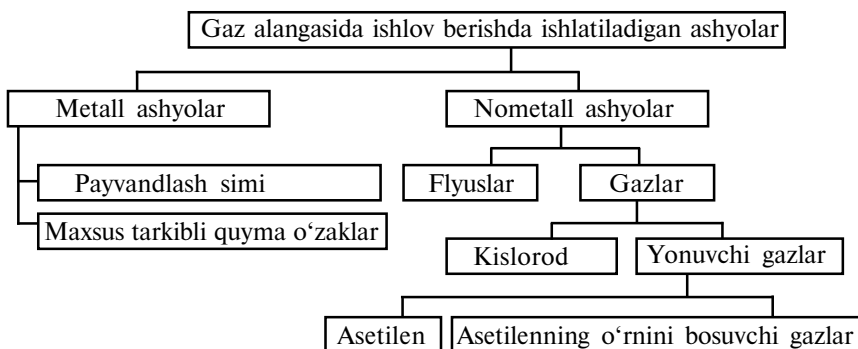 Gaz alangasida ishlov berishda ishlatiladigan ashyolar
Metall ashyolar
Nometall ashyolar
Payvandlash simi
Flyuslar
Gazlar
Maxsus tarkibli quyma o‘zaklar
Kislorod
Yonuvchi gazlar
Asetilen
Asetilenning o‘rnini bosuvchi gazlar